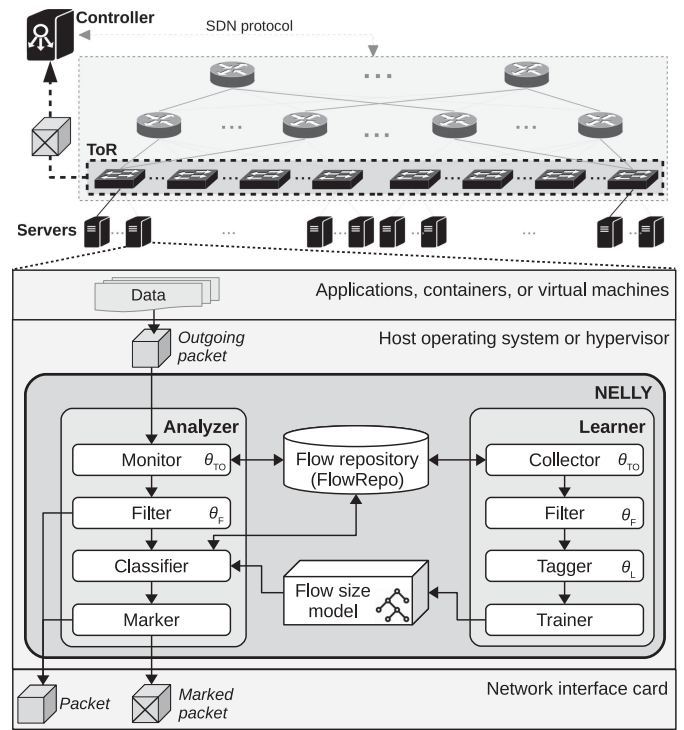 Controller
SDN protocol
...
...
...
...
ToR
Servers
... ... ... ... ... ... ...
Data
Applications, containers, or virtual machines
Outgoing
packet
Host operating system or hypervisor
NELLY
Analyzer
Learner
Monitor θTO
Flow repository
(FlowRepo)
Collector θTO
Filter θF
Filter θF
Classifier
Tagger θL
Flow size
model
Marker
Trainer
Packet
Marked
packet
Network interface card